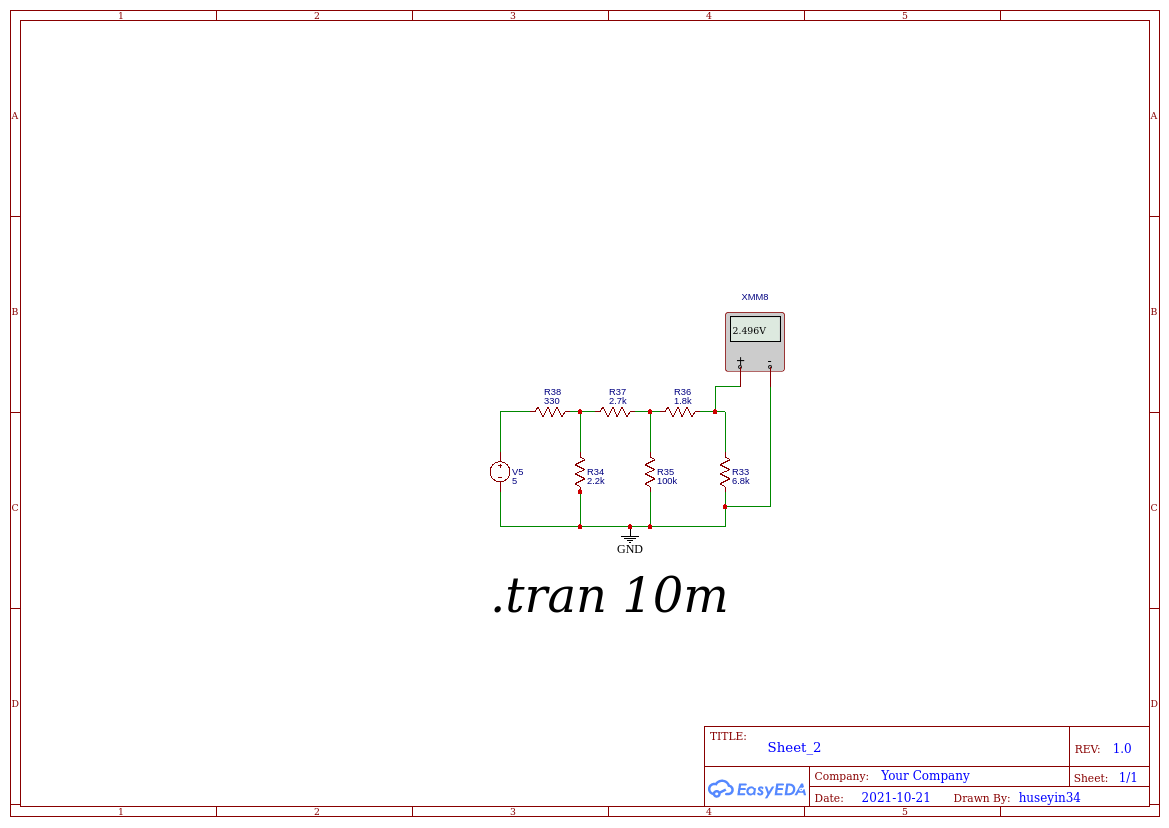 1 2 3 4 5
A A
XMM8
B B
2.496V
+ -
R38 R37 R36
330 2.7k 1.8k
V5 R34 R35 R33
5 2.2k 100k 6.8k
C C
GND
.tran 10m
D D
TITLE:
Sheet_2
REV: 1.0
Company: Your Company
Sheet: 1/1
EasyEDA
Date: 2021-10-21 Drawn By: huseyin34
1 2 3 4 5